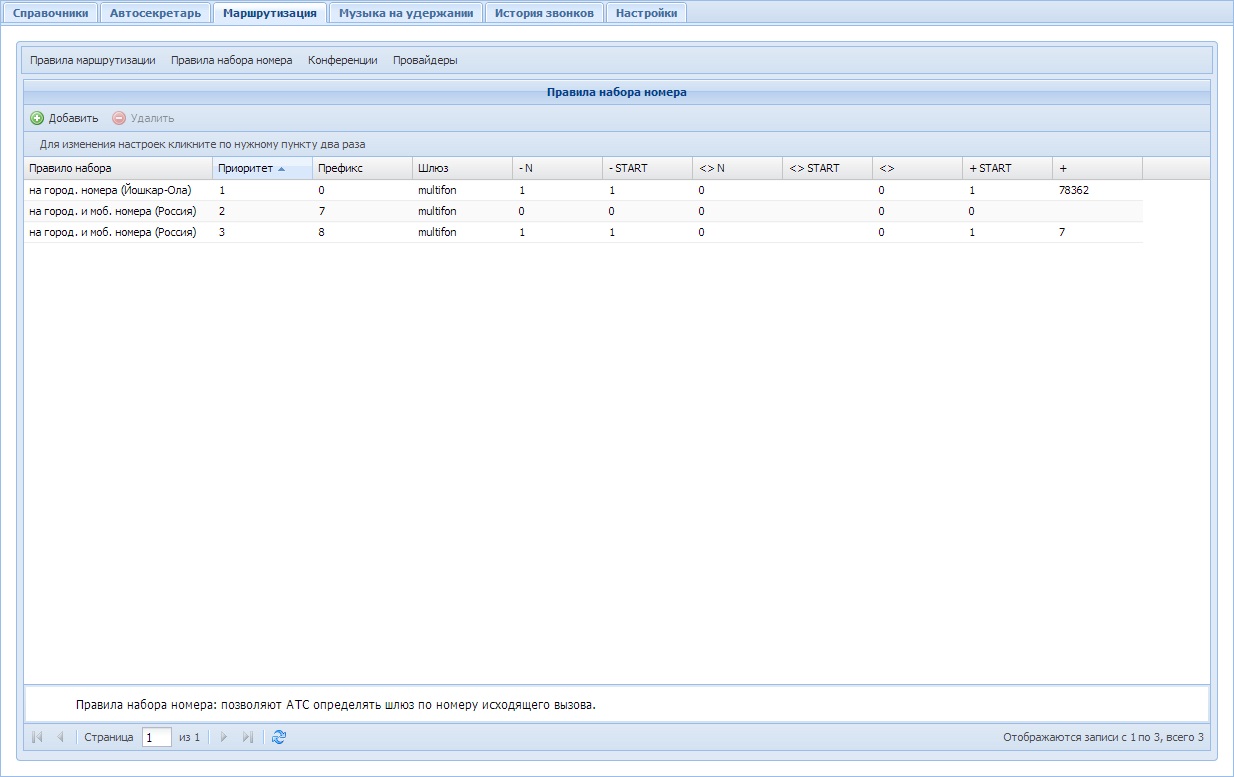 Справочники Автосекретарь Маршрутизация Музыка на удержании История звонков Настройки
Правила маршрутизации Правила набора номера Конференции Провайдеры
Правила набора номера
Добавить Удалить
Для изменения настроек кликните по нужному пункту два раза
Правило набора Приоритет Префикс Шлюз - N - START <> N <> START <> + START +
на город. номера (Йошкар-Ола) 1 0 multifon 1 1 0 0 1 78362
на город. и моб. номера (Россия) 2 7 multifon 0 0 0 0 0
на город. и моб. номера (Россия) 3 8 multifon 1 1 0 0 1 7
Правила набора номера: позволяют АТС определять шлюз по номеру исходящего вызова.
Страница 1 из 1 Отображаются записи с 1 по 3, всего 3